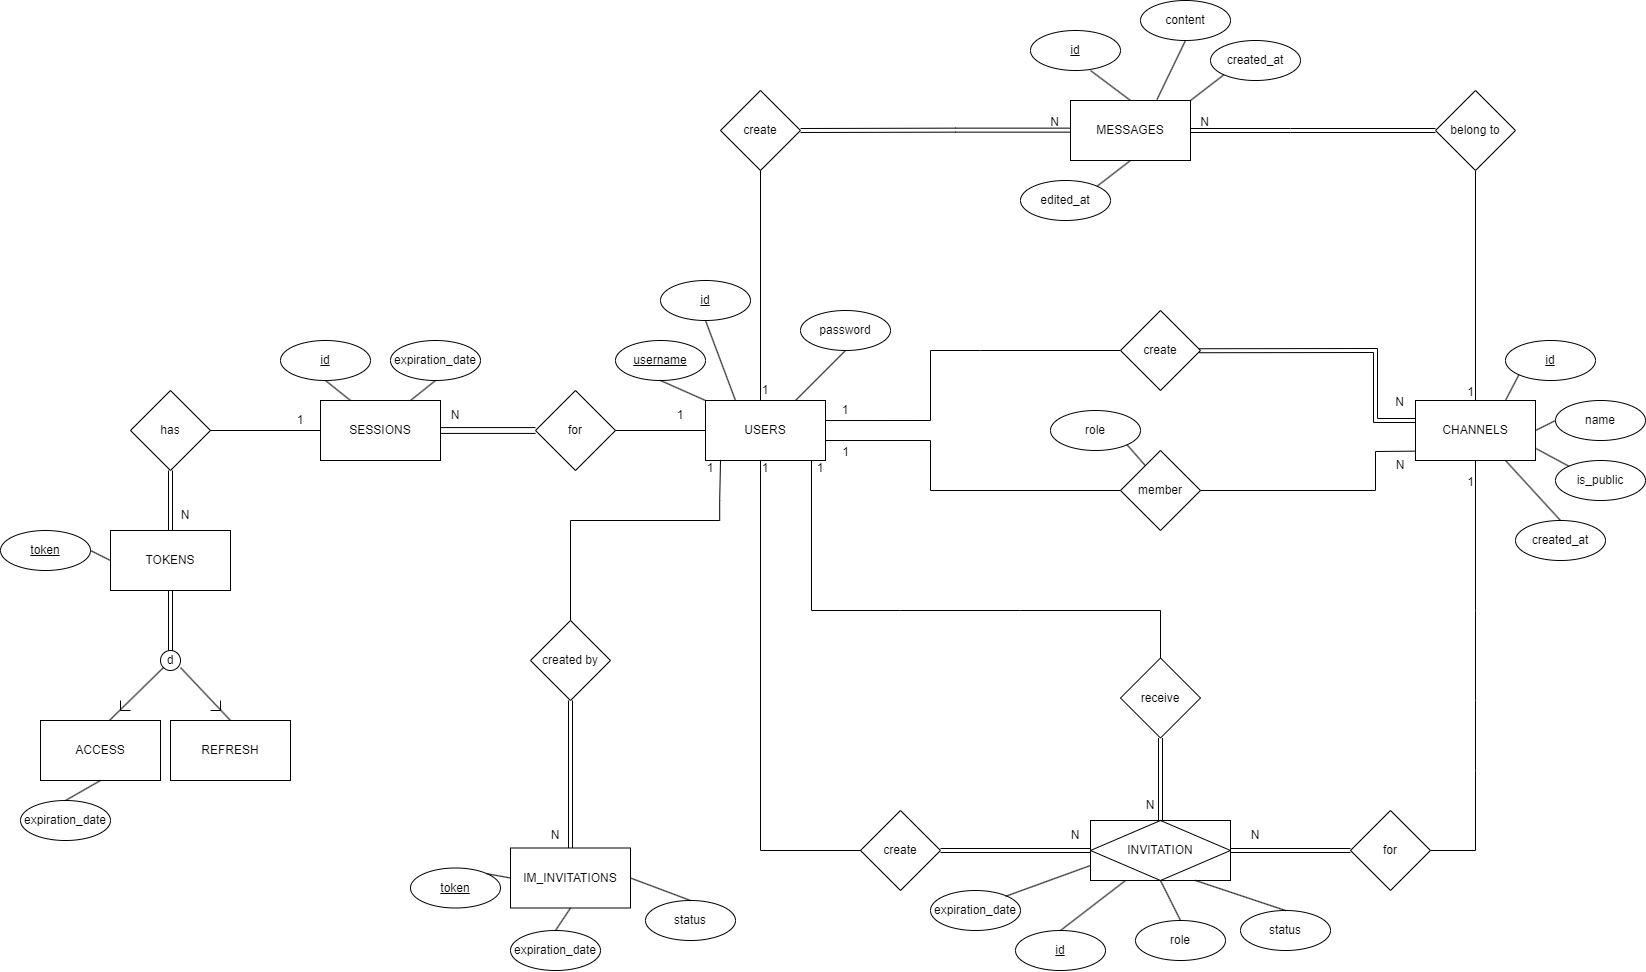 content
id
created_at
create
N
MESSAGES
N
belong to
edited_at
id
password
create
username
1
1
id
expiration_date
id
1
N
name
has
1
SESSIONS
N
for
1
USERS
role
CHANNELS
1
N
1
1
1
member
1
is_public
N
token
TOKENS
created_at
d
created by
receive
ACCESS
REFRESH
expiration_date
N
N
N
N
create
INVITATION
for
token
IM_INVITATIONS
status
expiration_date
expiration_date
id
role
status